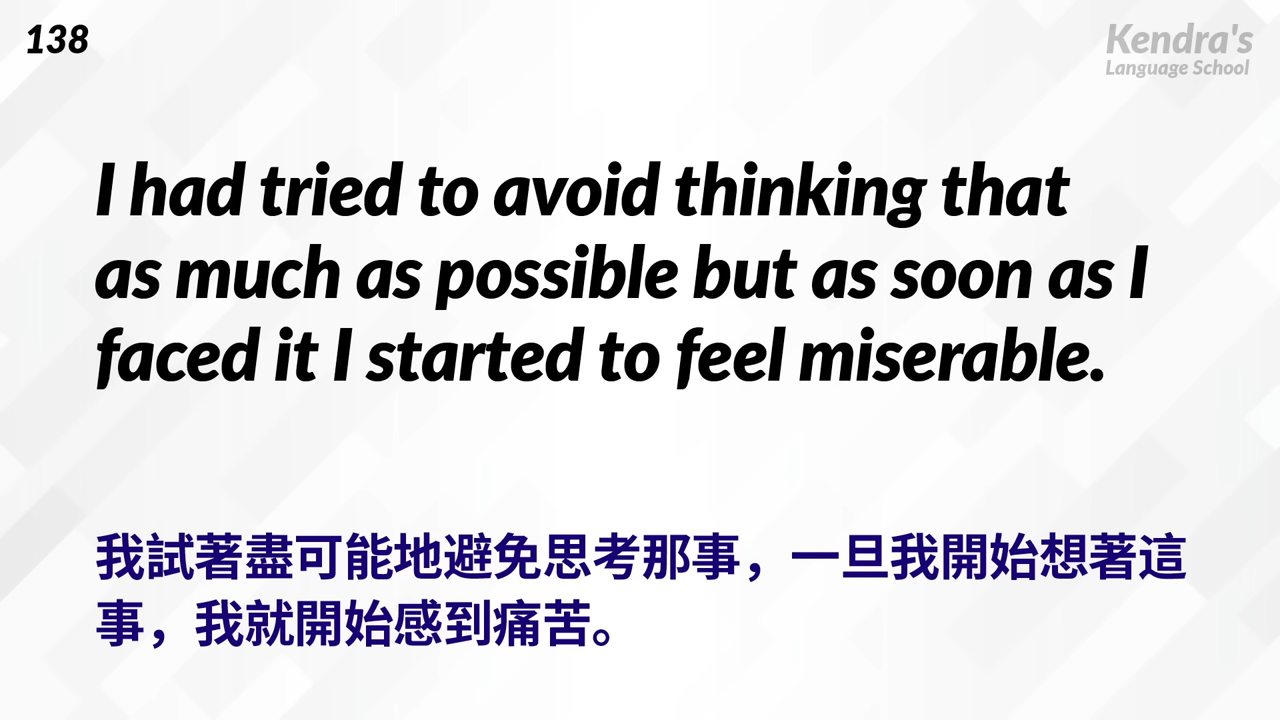 138
Kendra's
Language School
I had tried to avoid thinking that
as much as possible but as soon as I
faced it I started to feel miserable.
我試著盡可能地避免思考那事，一旦我開始想著這
事，我就開始感到痛苦。